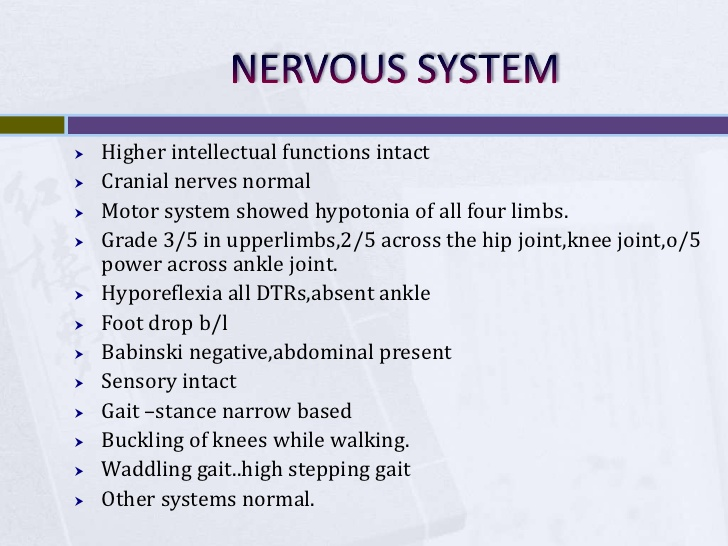 NERVOUS SYSTEM
Higher intellectual functions intact
Cranial nerves normal
Motor system showed hypotonia of all four limbs.
Grade 3/5 in upperlimbs,2/5 across the hip joint,knee joint,o/5
power across ankle joint.
Hyporeflexia all DTRs,absent ankle
Foot drop b/l
Babinski negative,abdominal present
Sensory intact
Gait –stance narrow based
Buckling of knees while walking.
Waddling gait..high stepping gait
Other systems normal.